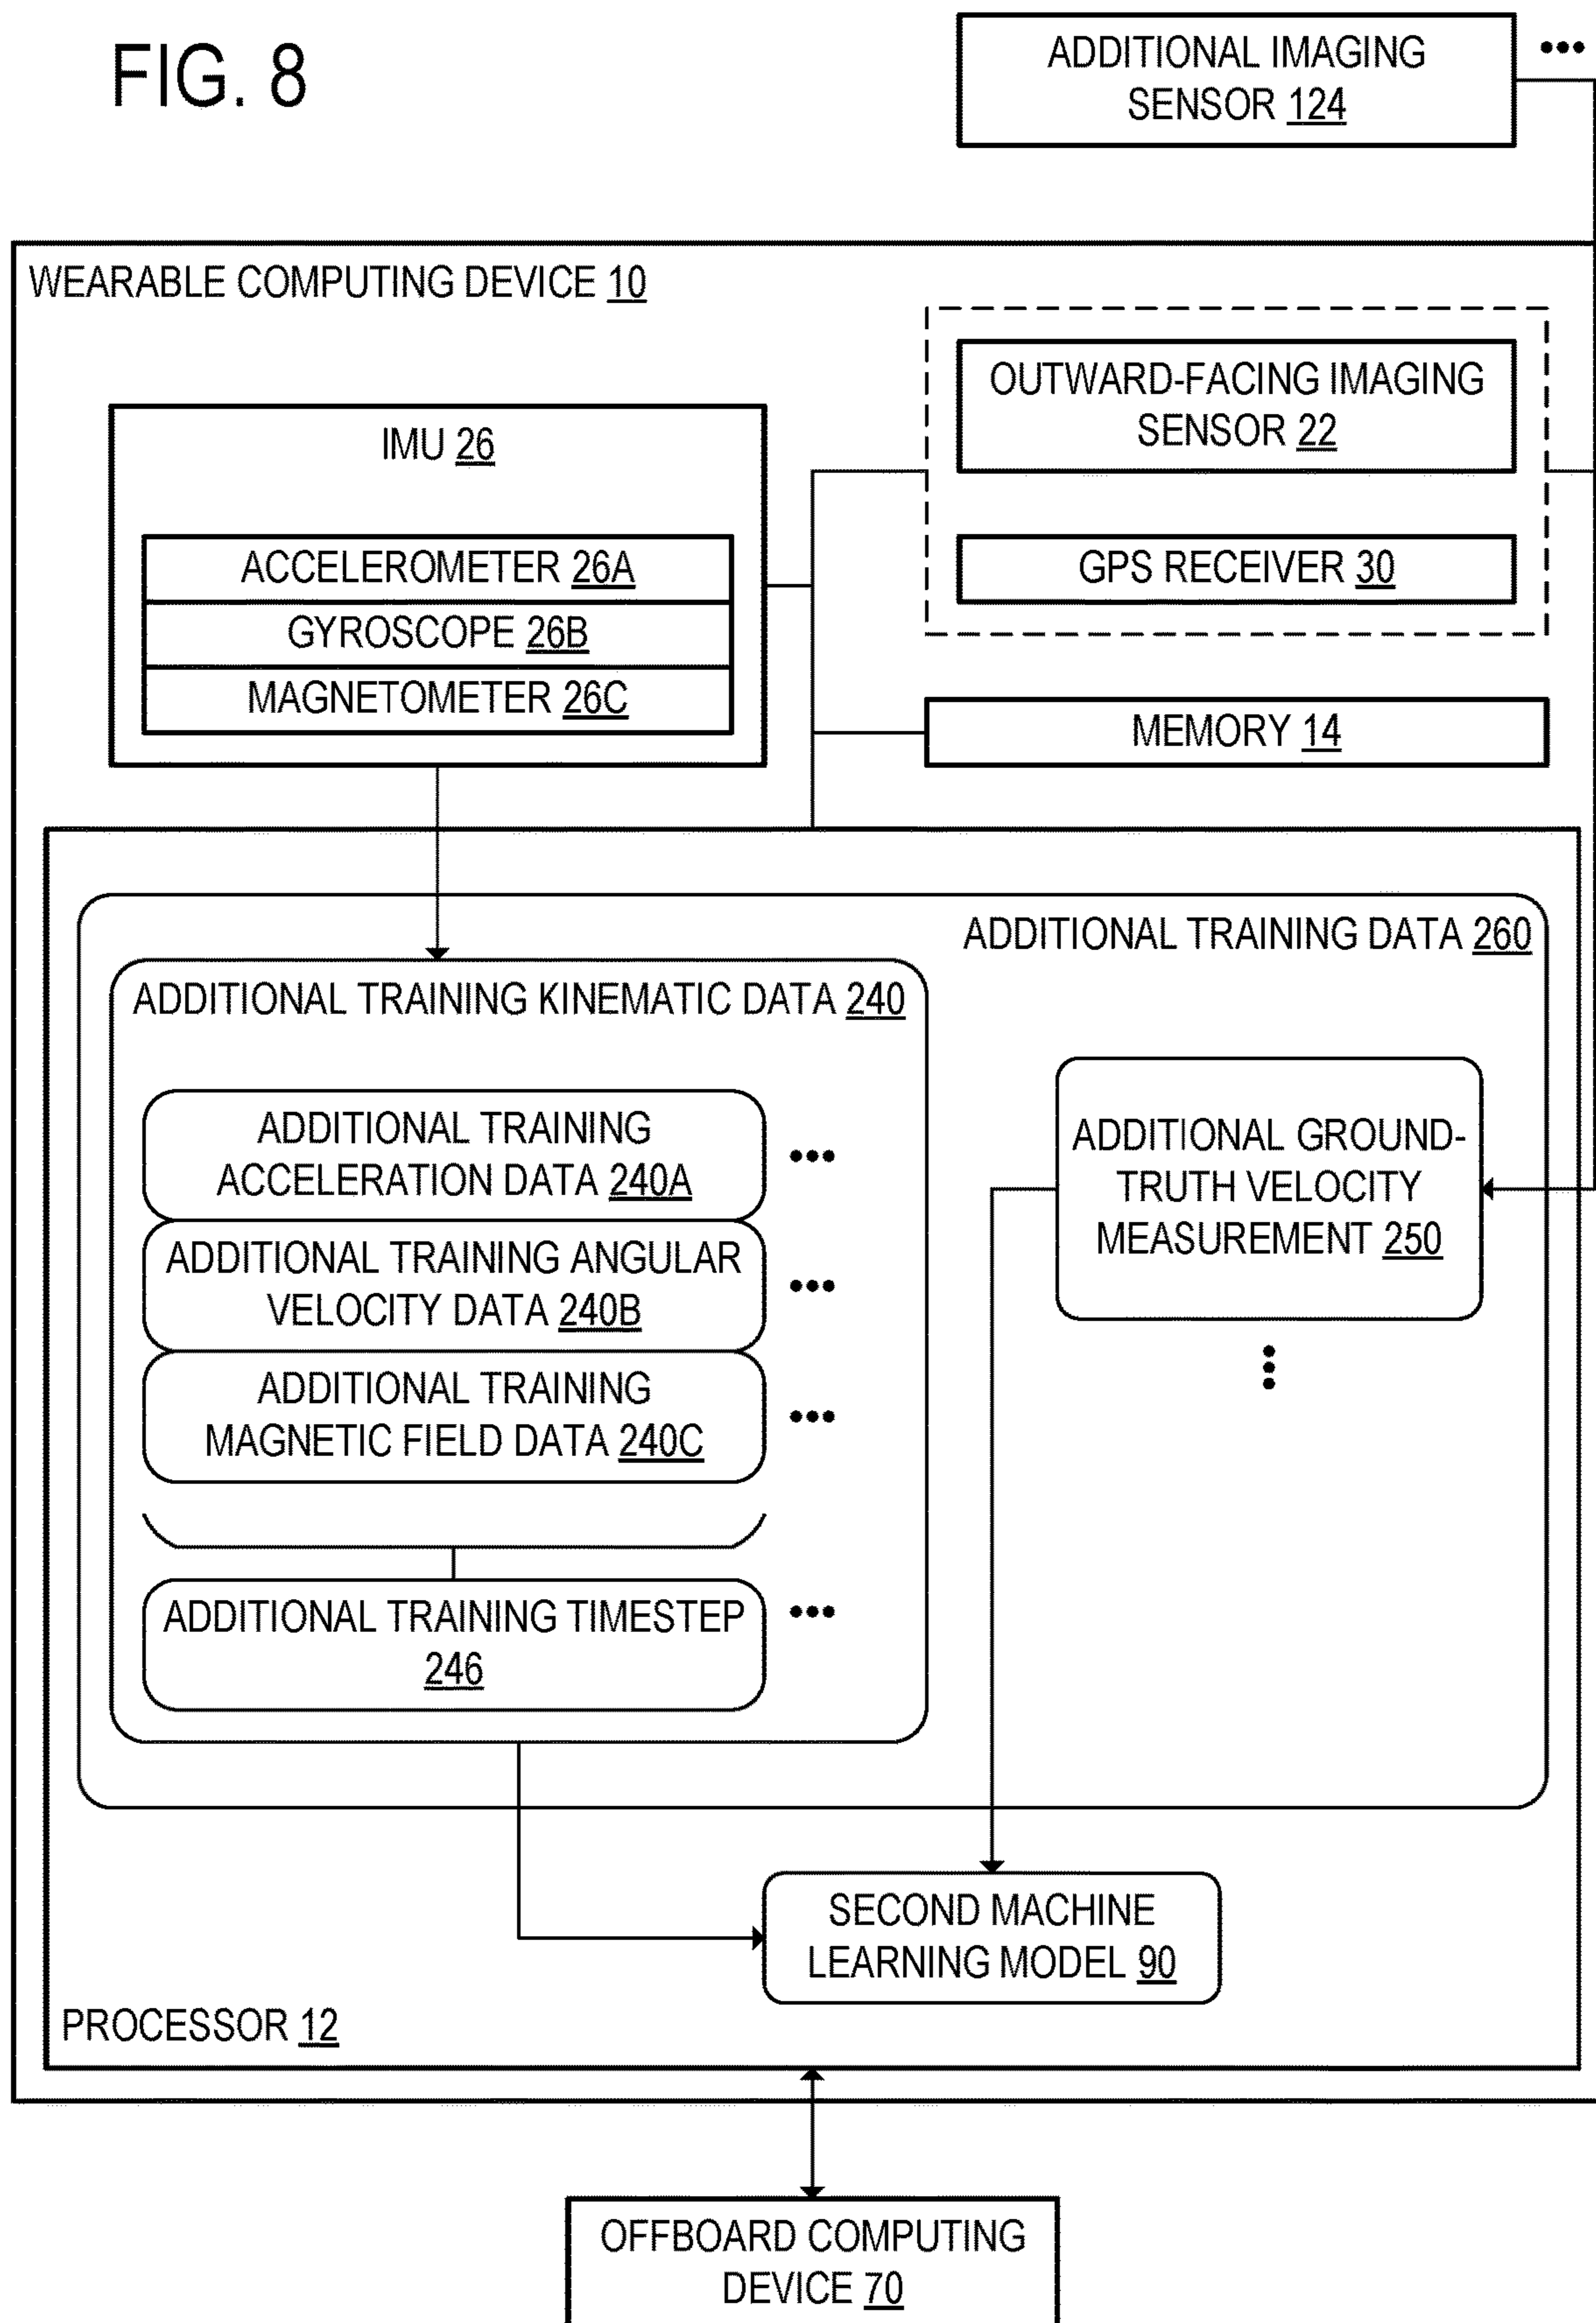 FIG. 8
ADDITIONAL IMAGING
SENSOR 124
WEARABLE COMPUTING DEVICE 10
OUTWARD-FACING IMAGING
SENSOR 22
GPS RECEIVER 30
IMU 26
ACCELEROMETER 26A
GYROSCOPE 26B
MAGNETOMETER 26C
MEMORY 14
ADDITIONAL TRAINING DATA 260
ADDITIONAL TRAINING KINEMATIC DATA 240
ADDITIONAL TRAINING
ACCELERATION DATA 240A
ADDITIONAL TRAINING ANGULAR
VELOCITY DATA 240B
ADDITIONAL TRAINING
MAGNETIC FIELD DATA 240C
ADDITIONAL TRAINING TIMESTEP
246
ADDITIONAL GROUND-
TRUTH VELOCITY
MEASUREMENT 250
SECOND MACHINE
LEARNING MODEL 90
PROCESSOR 12
OFFBOARD COMPUTING
DEVICE 70